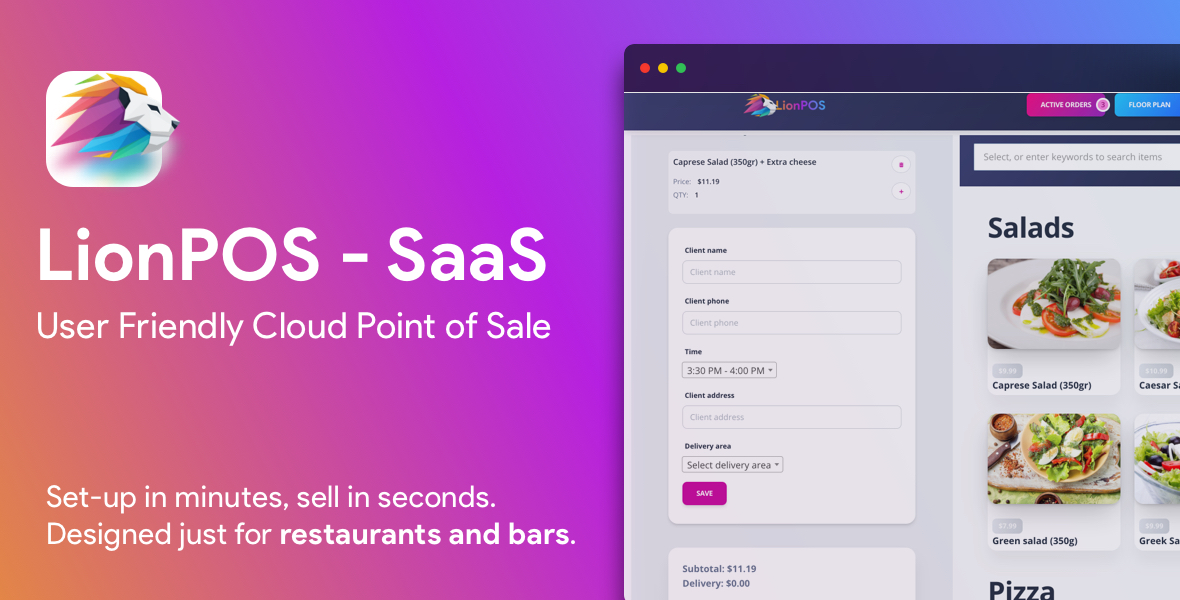 LionPOS - SaaS
User Friendly Cloud Point of Sale
Set-up in minutes, sell in seconds.
Designed just for restaurants and bars.
LionPOS
ACTIVE ORDERS 3
FLOOR PLAN
Caprese Salad (350gr) + Extra cheese
Price: $11.19
QTY: 1
+
Client name
Client name
Client phone
Client phone
Time
3:30 PM - 4:00 PM
Client address
Client address
Delivery area
Select delivery area
SAVE
Subtotal: $11.19
Delivery: $0.00
Select, or enter keywords to search items
Salads
$9.99
Caprese Salad (350gr)
$10.99
Caesar Sa
$7.99
Green salad (350g)
$9.99
Greek Sa
Pizza